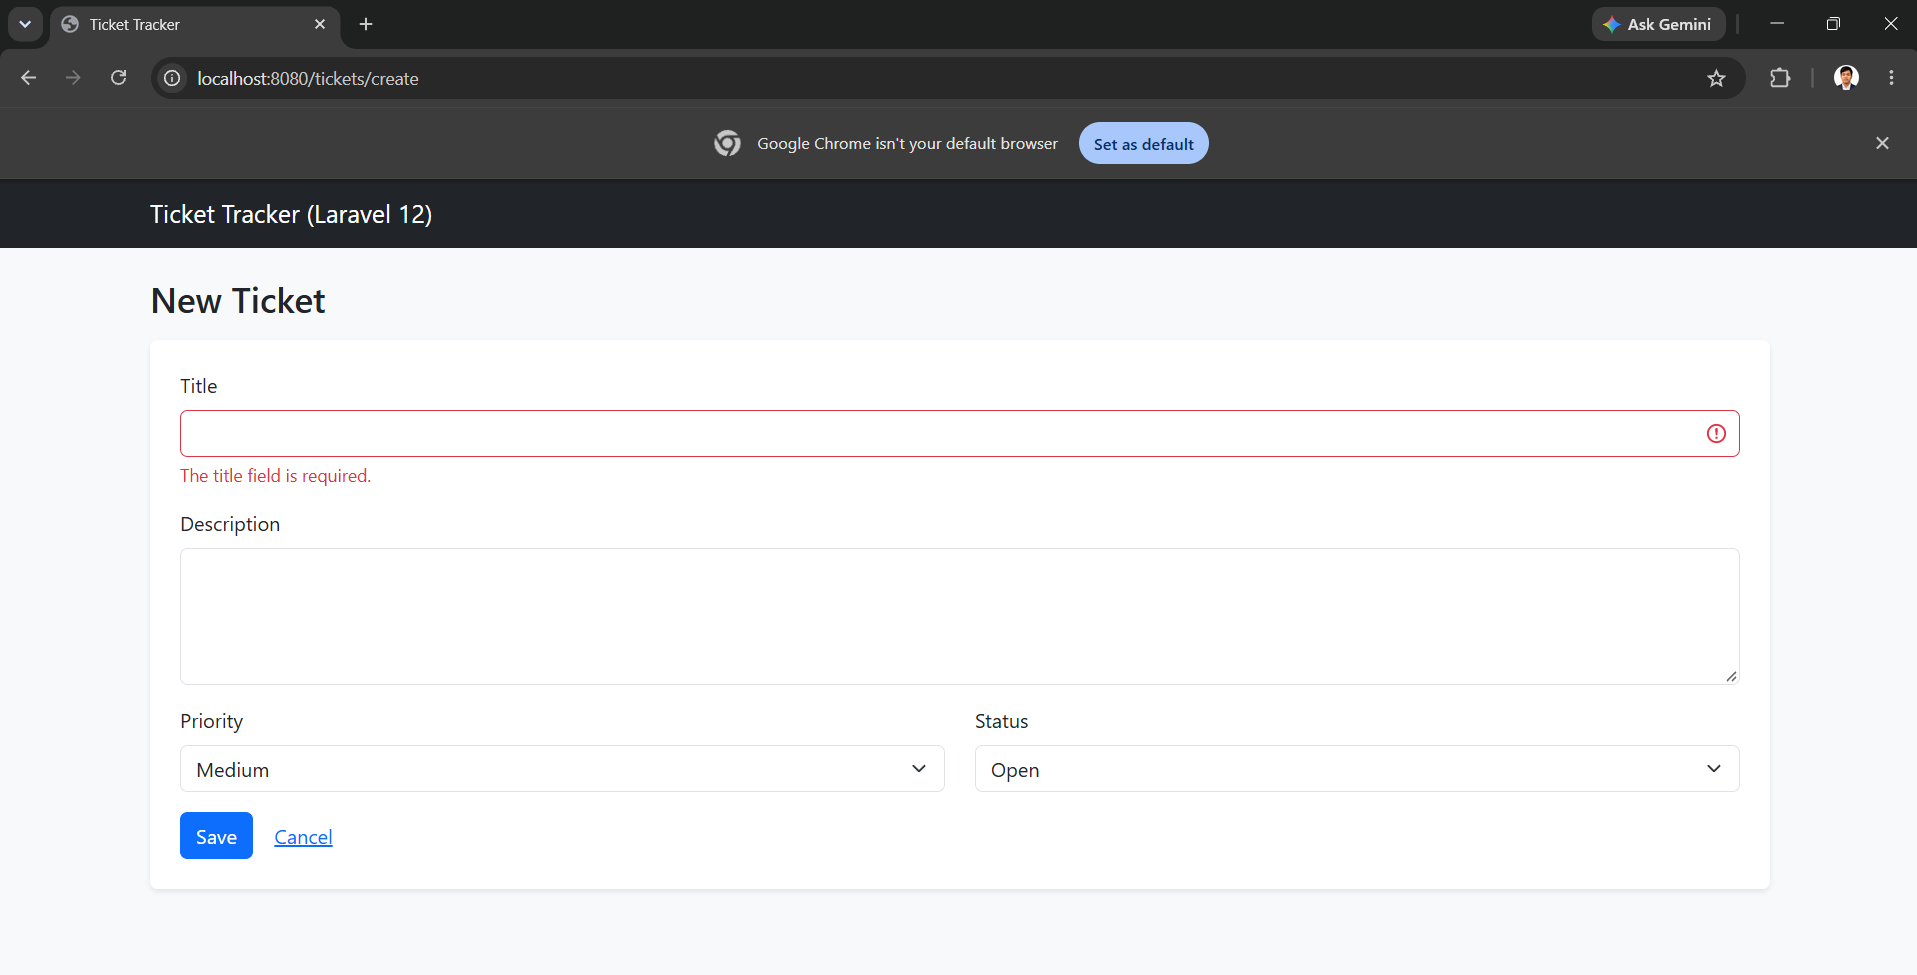 Ticket Tracker
Ask Gemini
localhost:8080/tickets/create
Google Chrome isn't your default browser
Set as default
Ticket Tracker (Laravel 12)
New Ticket
Title
The title field is required.
Description
Priority
Status
Medium
Open
Save
Cancel